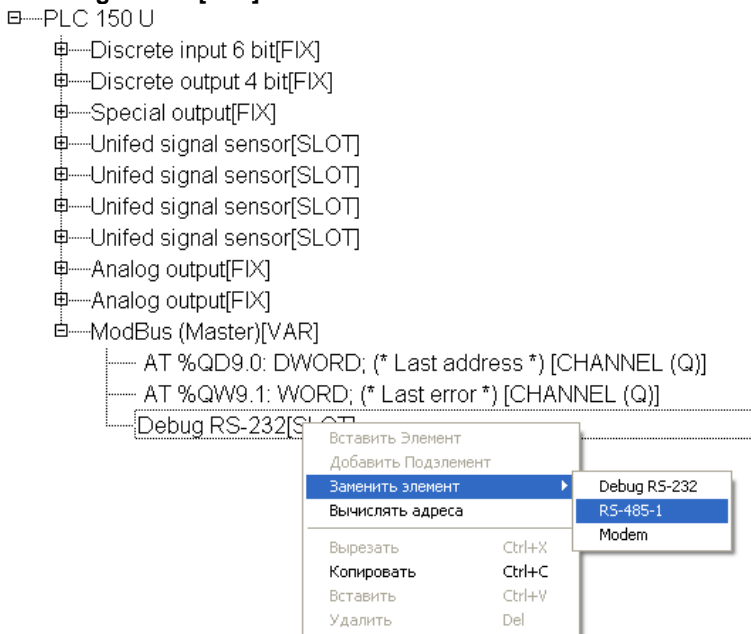 PLC 150 U
Discrete input 6 bit[FIX]
Discrete output 4 bit[FIX]
Special output[FIX]
Unifed signal sensor[SLOT]
Unifed signal sensor[SLOT]
Unifed signal sensor[SLOT]
Unifed signal sensor[SLOT]
Analog output[FIX]
Analog output[FIX]
ModBus (Master)[VAR]
AT %QD9.0: DWORD; (* Last address *) [CHANNEL (Q)]
AT %QW9.1: WORD; (* Last error *) [CHANNEL (Q)]
Debug RS-232[SLOT]
Вставить Элемент
Добавить Подэлемент
Заменить элемент
Debug RS-232
RS-485-1
Modem
Вычислять адреса
Вырезать Ctrl+X
Копировать Ctrl+C
Вставить Ctrl+V
Удалить Del